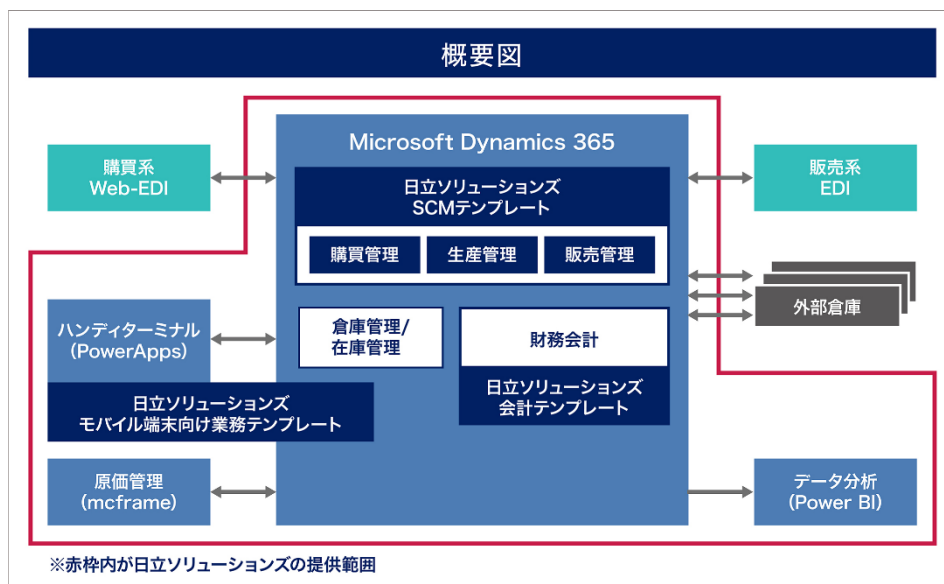 概要図
Microsoft Dynamics 365
購買系
Web-EDI
日立ソリューションズ
SCMテンプレート
販売系
EDI
購買管理
生産管理
販売管理
外部倉庫
ハンディターミナル
(PowerApps)
倉庫管理/
在庫管理
財務会計
日立ソリューションズ
会計テンプレート
日立ソリューションズ
モバイル端末向け業務テンプレート
原価管理
(mcframe)
データ分析
(Power BI)
※赤枠内が日立ソリューションズの提供範囲